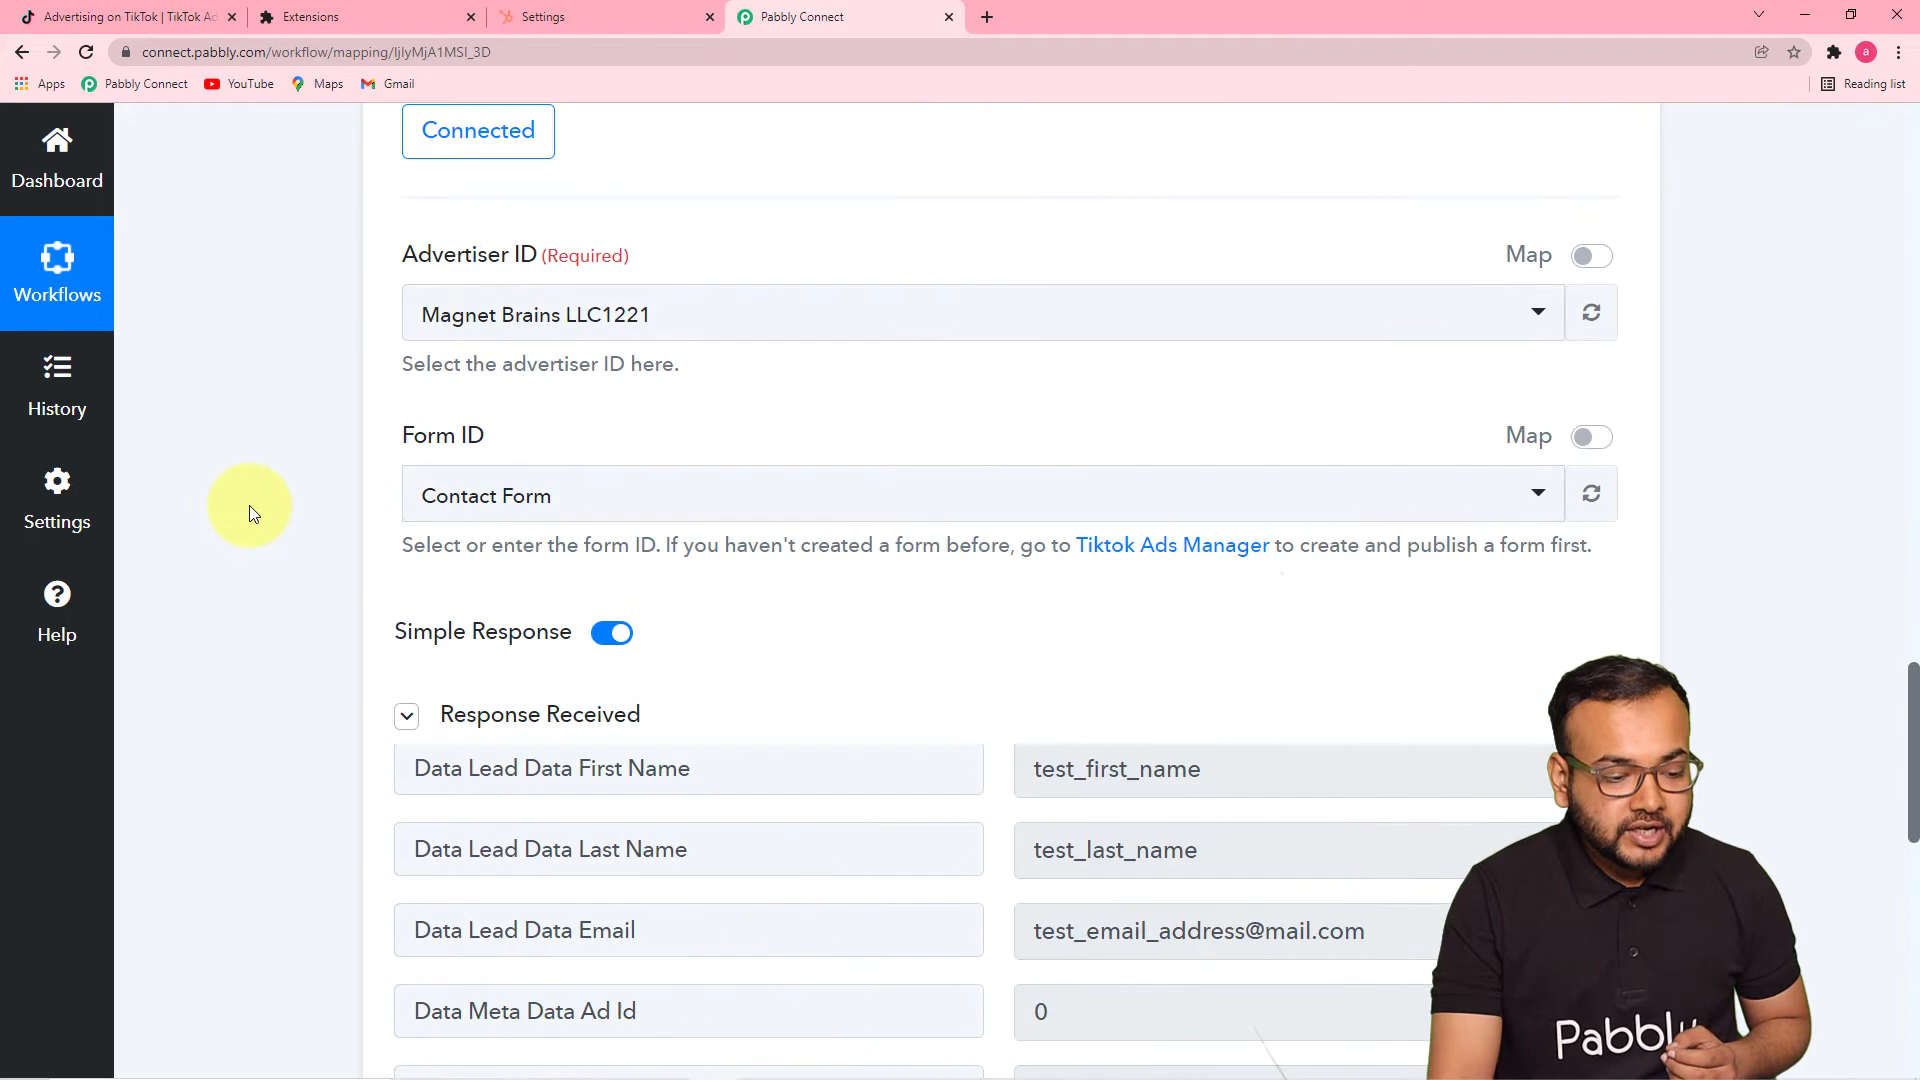 Advertising on TikTok | TikTok Ad
Extensions
Settings
Pabbly Connect
connect.pabbly.com/workflow/mapping/IjIyMjA1MSI_3D
a
Apps
Pabbly Connect
YouTube
Maps
Gmail
Reading list
Dashboard
Workflows
History
Settings
Help
Connected
Advertiser ID (Required)
Map
Magnet Brains LLC1221
Select the advertiser ID here.
Form ID
Map
Contact Form
Select or enter the form ID. If you haven't created a form before, go to Tiktok Ads Manager to create and publish a form first.
Simple Response
Response Received
Data Lead Data First Name
test_first_name
Data Lead Data Last Name
test_last_name
Data Lead Data Email
test_email_address@mail.com
Data Meta Data Ad Id
0
Pabbly